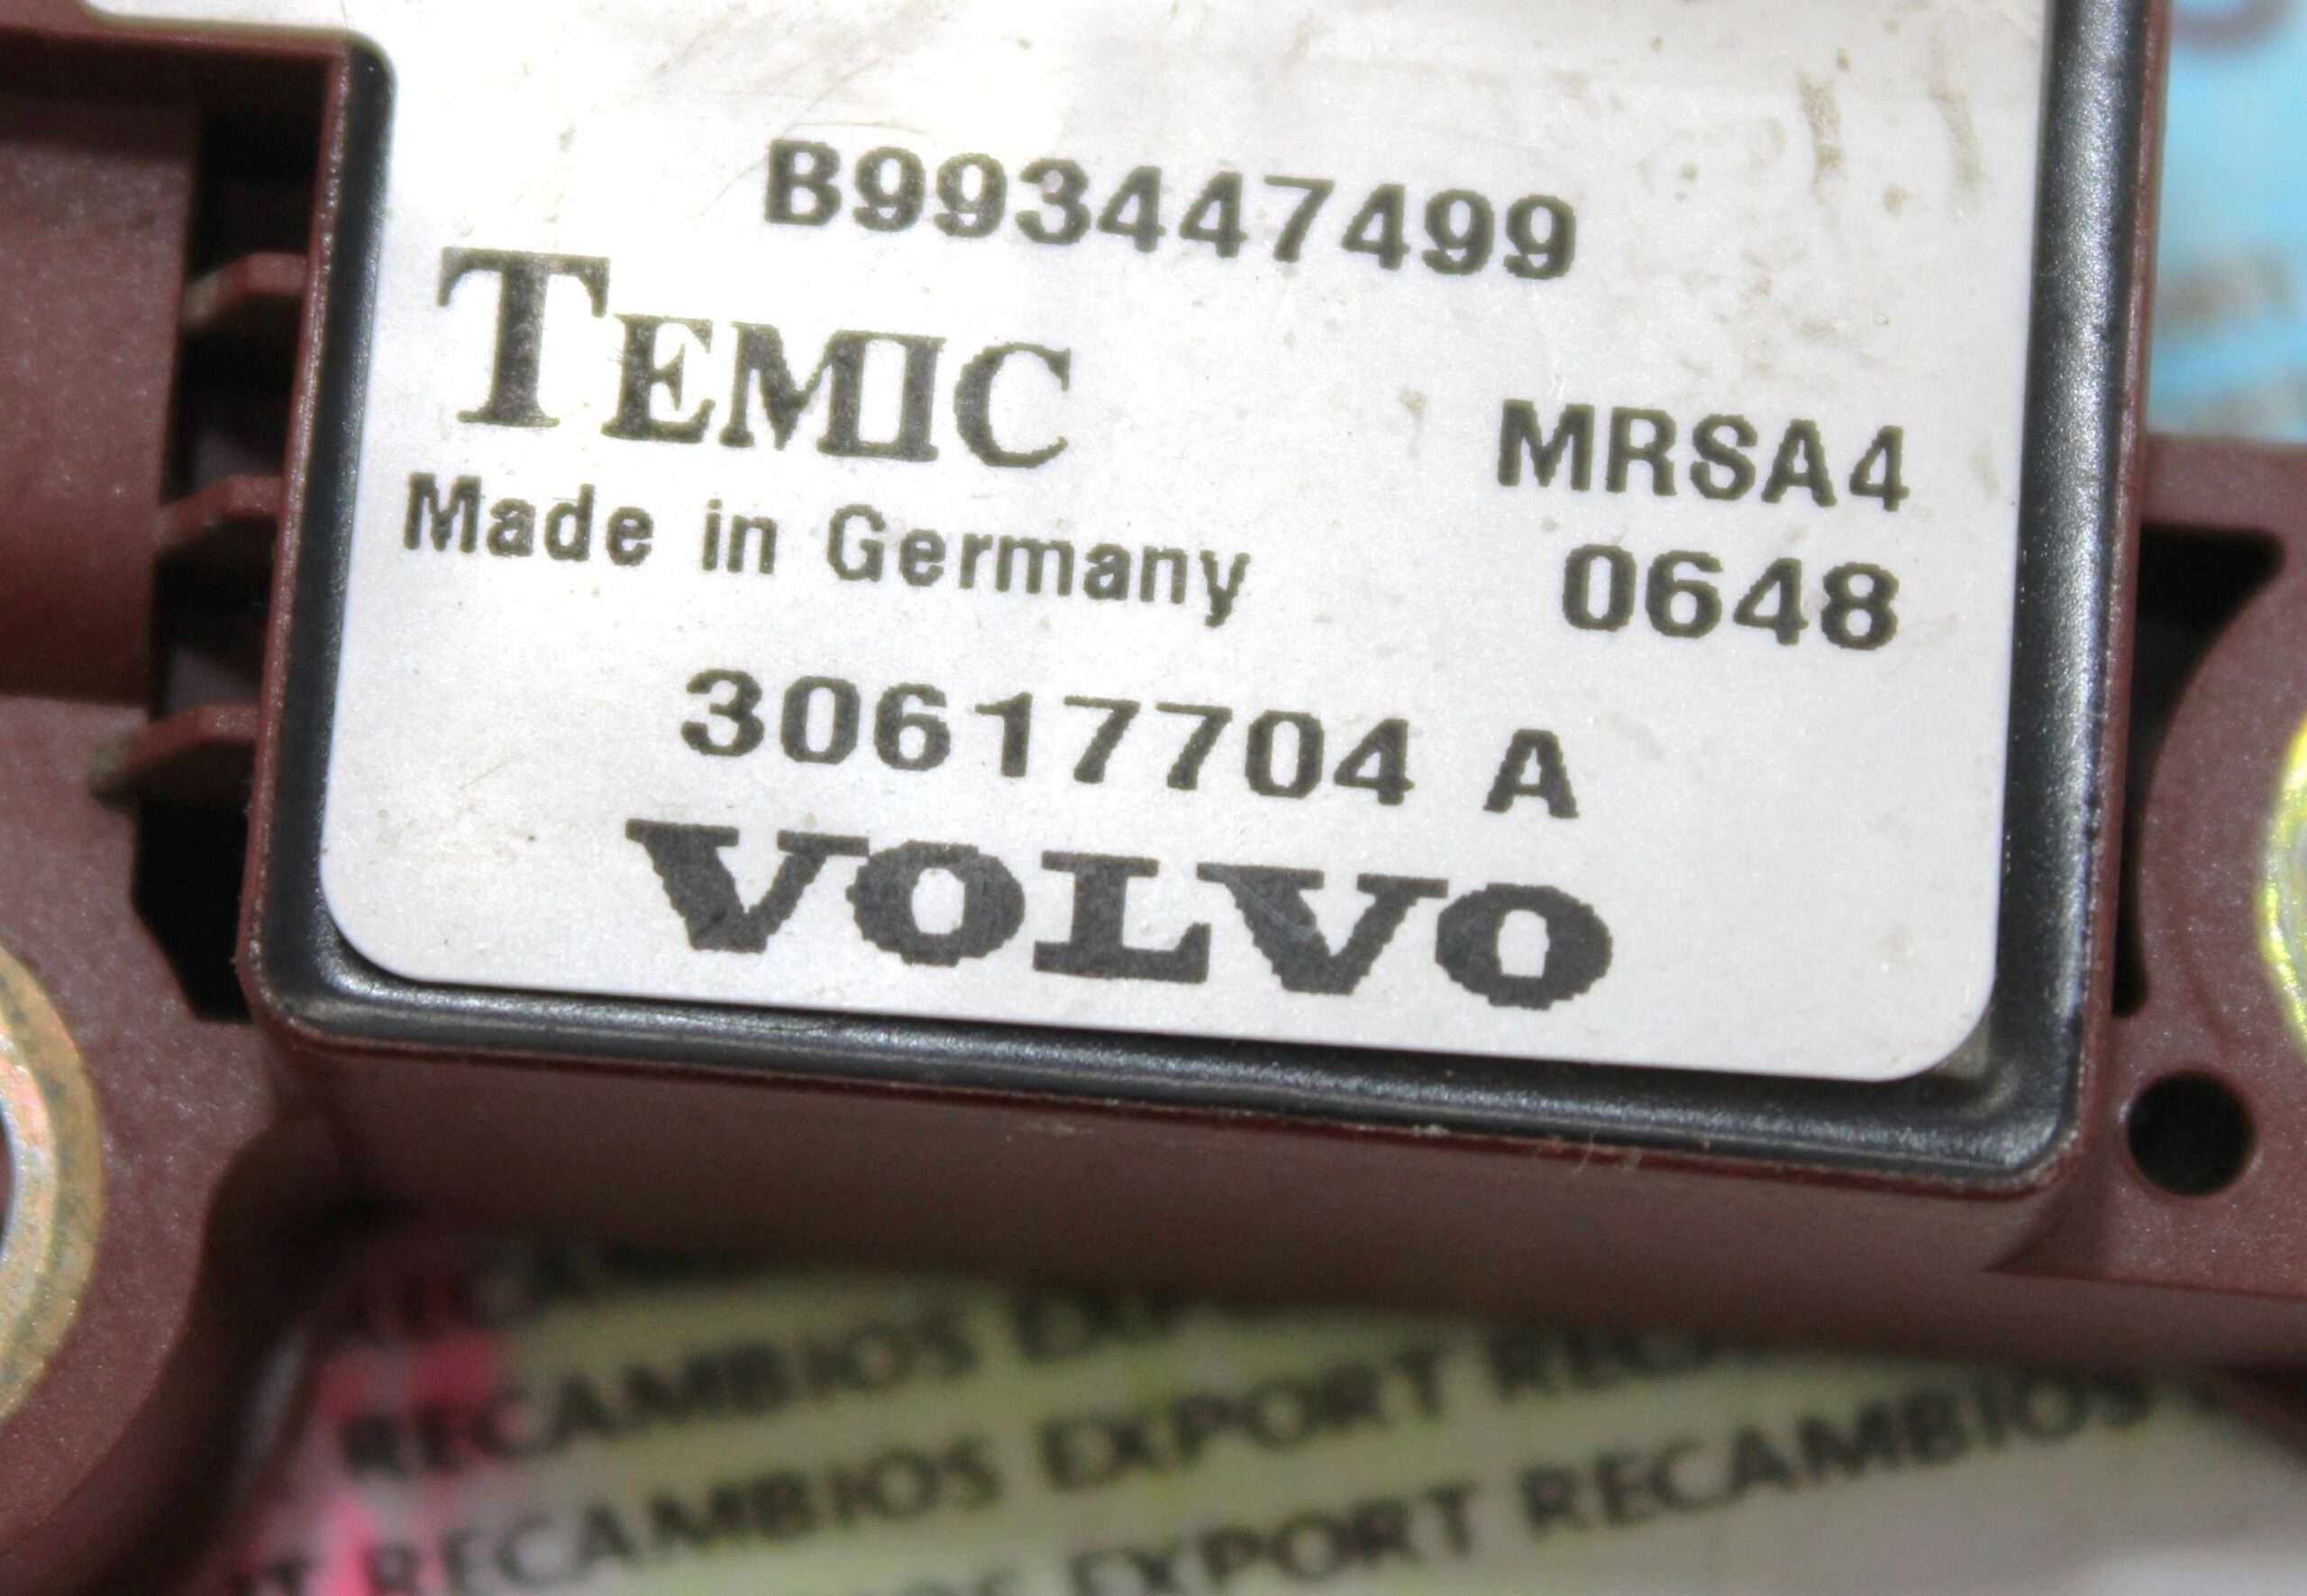 B993447499
TEMIC
MRSA4
Made in Germany
0648
30617704 A
VOLVO
RECAMBIOS
RECAMBIOS EXPORT
EXPORT RECAMBIOS